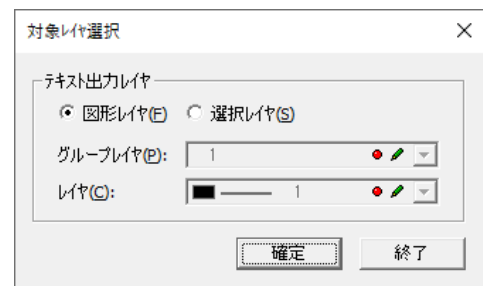 対象ﾚｲﾔ選択
ﾃｷｽﾄ出力ﾚｲﾔ
図形ﾚｲﾔ(F) 選択ﾚｲﾔ(S)
グループﾚｲﾔ(P): 1
ﾚｲﾔ(C): 1
確定 終了